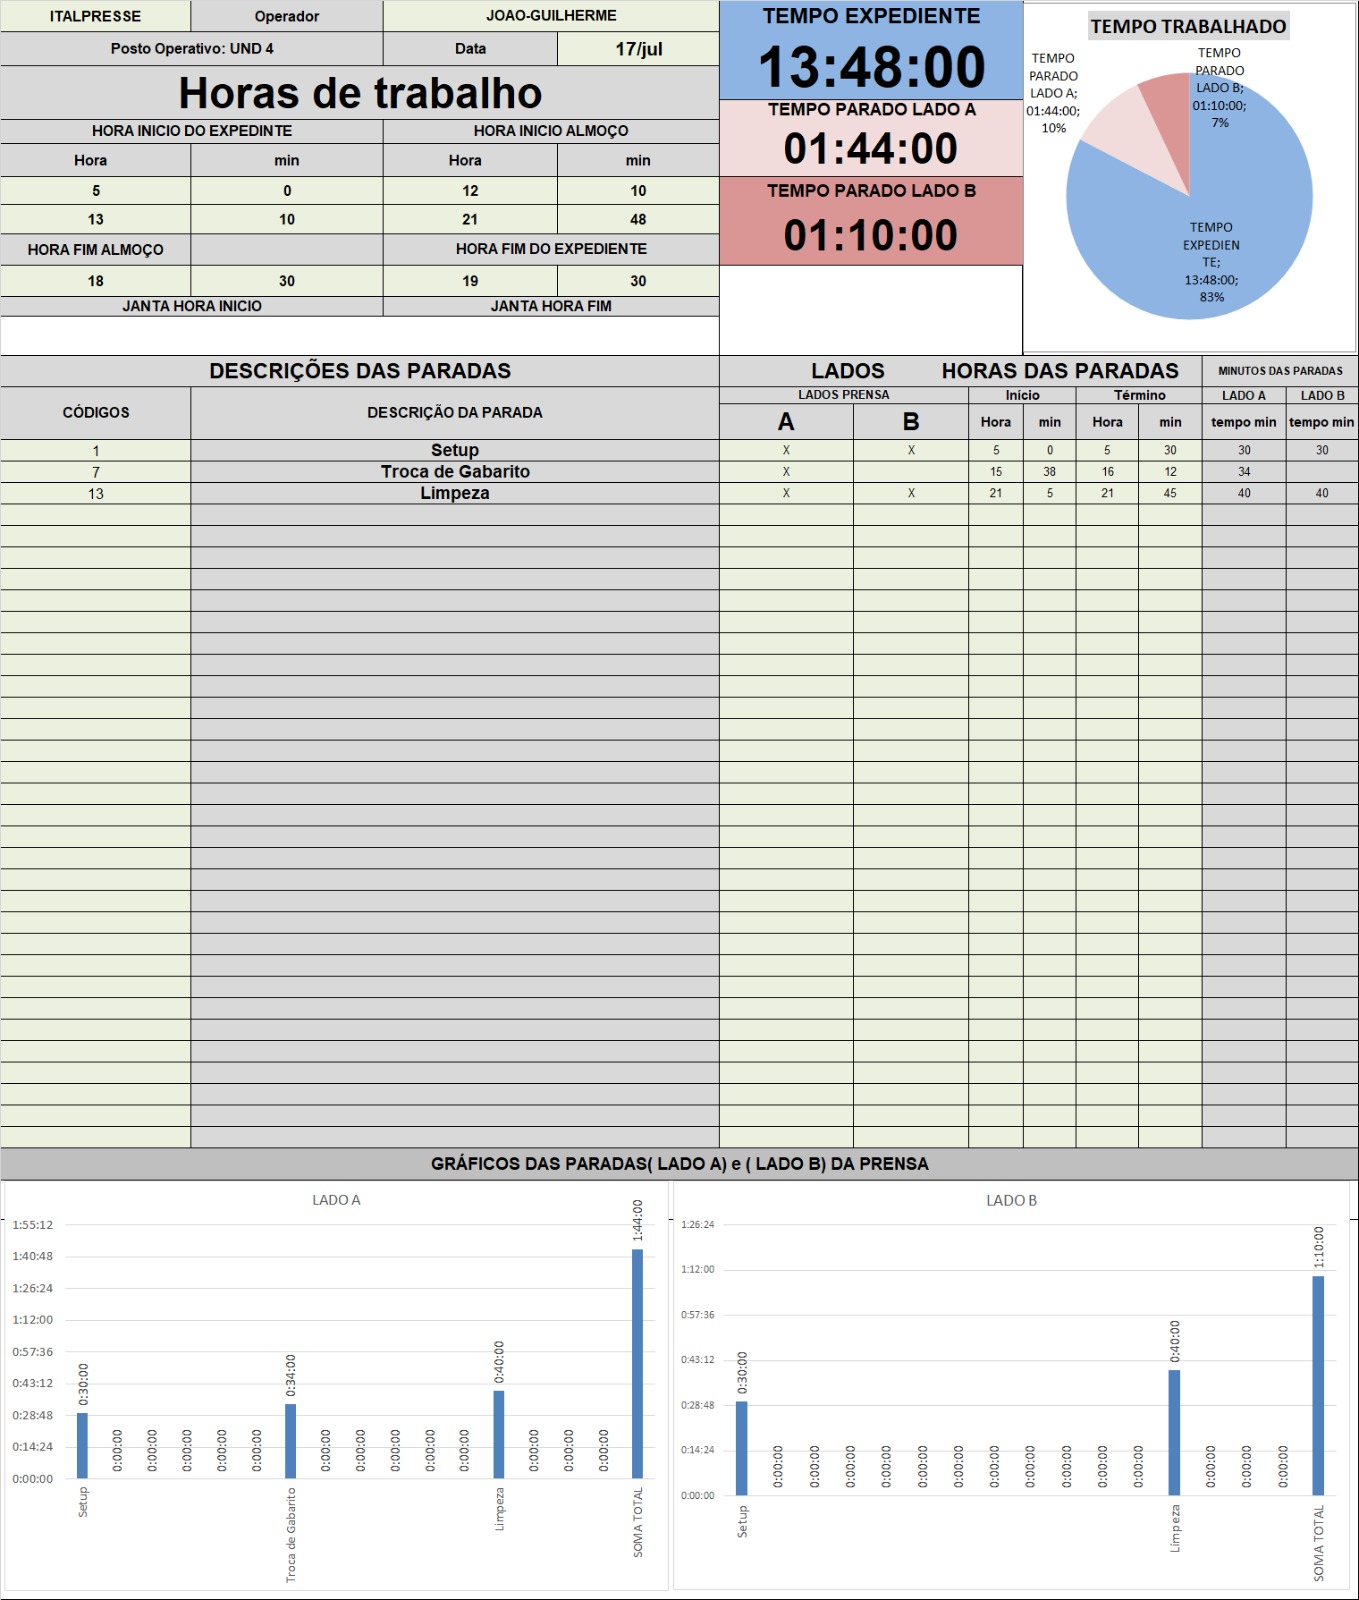 ITALPRESSE Operador JOAO-GUILHERME
Posto Operativo: UND 4 Data 17/jul
Horas de trabalho
HORA INICIO DO EXPEDINTE HORA INICIO ALMOÇO
Hora min Hora min
5 0 12 10
13 10 21 48
HORA FIM ALMOÇO HORA FIM DO EXPEDIENTE
18 30 19 30
JANTA HORA INICIO JANTA HORA FIM
TEMPO EXPEDIENTE
13:48:00
TEMPO PARADO LADO A
01:44:00
TEMPO PARADO LADO B
01:10:00
TEMPO TRABALHADO
TEMPO
PARADO
LADO A;
01:44:00;
10%
TEMPO
PARADO
LADO B;
01:10:00;
7%
TEMPO
EXPEDIEN
TE;
13:48:00;
83%
DESCRIÇÕES DAS PARADAS LADOS HORAS DAS PARADAS MINUTOS DAS PARADAS
CÓDIGOS DESCRIÇÃO DA PARADA LADOS PRENSA Início Término LADO A LADO B
A B Hora min Hora min tempo min tempo min
1 Setup X X 5 0 5 30 30 30
7 Troca de Gabarito X 15 38 16 12 34
13 Limpeza X X 21 5 21 45 40 40
GRÁFICOS DAS PARADAS( LADO A) e ( LADO B) DA PRENSA
LADO A
1:55:12
1:40:48
1:26:24
1:12:00
0:57:36
0:43:12
0:28:48
0:14:24
0:00:00
0:30:00
0:00:00
0:00:00
0:00:00
0:00:00
0:00:00
0:34:00
0:00:00
0:00:00
0:00:00
0:00:00
0:00:00
0:40:00
0:00:00
0:00:00
0:00:00
1:44:00
Setup
Troca de Gabarito
Limpeza
SOMA TOTAL
LADO B
1:26:24
1:12:00
0:57:36
0:43:12
0:28:48
0:14:24
0:00:00
0:30:00
0:00:00
0:00:00
0:00:00
0:00:00
0:00:00
0:00:00
0:00:00
0:00:00
0:00:00
0:00:00
0:00:00
0:40:00
0:00:00
0:00:00
0:00:00
1:10:00
Setup
Limpeza
SOMA TOTAL